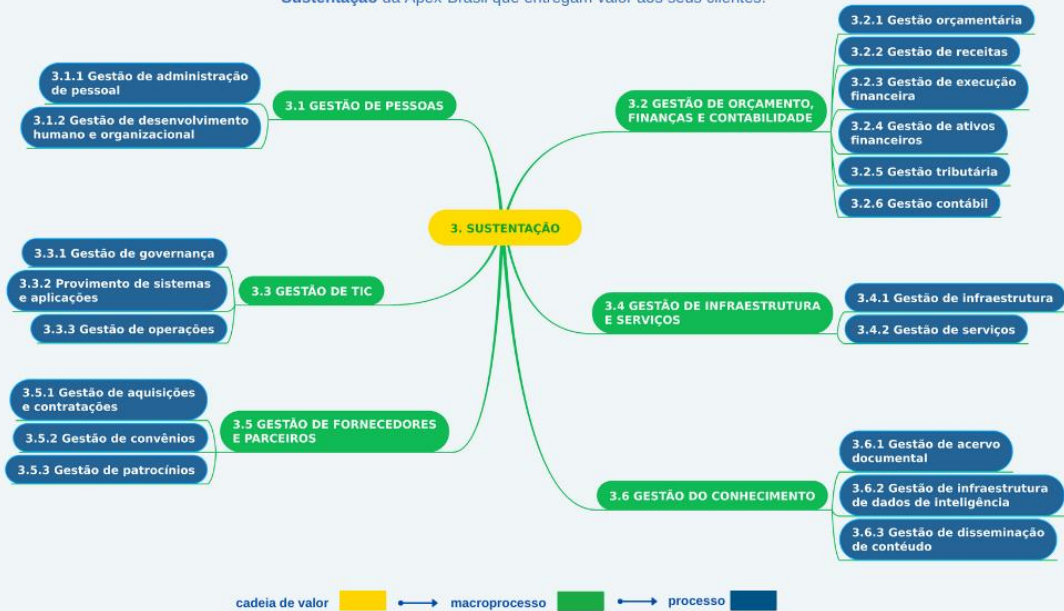 Sustentação da Apex-Brasil que entregam valor aos seus clientes.
3. SUSTENTAÇÃO
3.1 GESTÃO DE PESSOAS
3.1.1 Gestão de administração
de pessoal
3.1.2 Gestão de desenvolvimento
humano e organizacional
3.2 GESTÃO DE ORÇAMENTO,
FINANÇAS E CONTABILIDADE
3.2.1 Gestão orçamentária
3.2.2 Gestão de receitas
3.2.3 Gestão de execução
financeira
3.2.4 Gestão de ativos
financeiros
3.2.5 Gestão tributária
3.2.6 Gestão contábil
3.3 GESTÃO DE TIC
3.3.1 Gestão de governança
3.3.2 Provimento de sistemas
e aplicações
3.3.3 Gestão de operações
3.4 GESTÃO DE INFRAESTRUTURA
E SERVIÇOS
3.4.1 Gestão de infraestrutura
3.4.2 Gestão de serviços
3.5 GESTÃO DE FORNECEDORES
E PARCEIROS
3.5.1 Gestão de aquisições
e contratações
3.5.2 Gestão de convênios
3.5.3 Gestão de patrocínios
3.6 GESTÃO DO CONHECIMENTO
3.6.1 Gestão de acervo
documental
3.6.2 Gestão de infraestrutura
de dados de inteligência
3.6.3 Gestão de disseminação
de contéudo
cadeia de valor
macroprocesso
processo